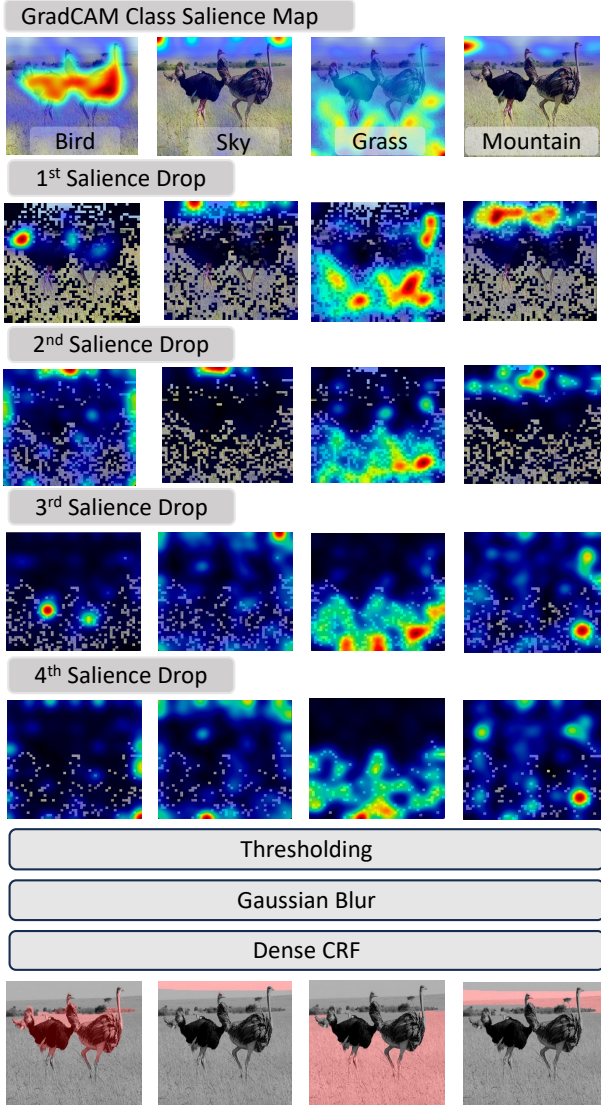 GradCAM Class Salience Map
Bird Sky Grass Mountain
1st Salience Drop
2nd Salience Drop
3rd Salience Drop
4th Salience Drop
Thresholding
Gaussian Blur
Dense CRF